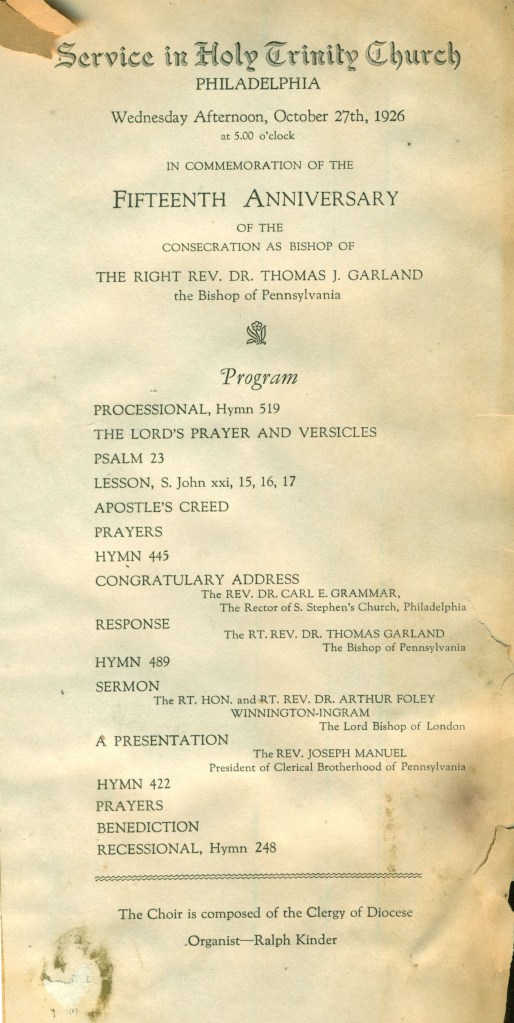 Service in Holy Trinity Church
PHILADELPHIA
Wednesday Afternoon, October 27th, 1926
at 5.00 o'clock
IN COMMEMORATION OF THE
FIFTEENTH ANNIVERSARY
OF THE
CONSECRATION AS BISHOP OF
THE RIGHT REV. DR. THOMAS J. GARLAND
the Bishop of Pennsylvania
Program
PROCESSIONAL, Hymn 519
THE LORD'S PRAYER AND VERSICLES
PSALM 23
LESSON, S. John xxi, 15, 16, 17
APOSTLE'S CREED
PRAYERS
HYMN 445
CONGRATULARY ADDRESS
The REV. DR. CARL E. GRAMMAR,
The Rector of S. Stephen's Church, Philadelphia
RESPONSE
The RT. REV. DR. THOMAS GARLAND
The Bishop of Pennsylvania
HYMN 489
SERMON
The RT. HON. and RT. REV. DR. ARTHUR FOLEY
WINNINGTON-INGRAM
The Lord Bishop of London
A PRESENTATION
The REV. JOSEPH MANUEL
President of Clerical Brotherhood of Pennsylvania
HYMN 422
PRAYERS
BENEDICTION
RECESSIONAL, Hymn 248
The Choir is composed of the Clergy of Diocese
Organist—Ralph Kinder